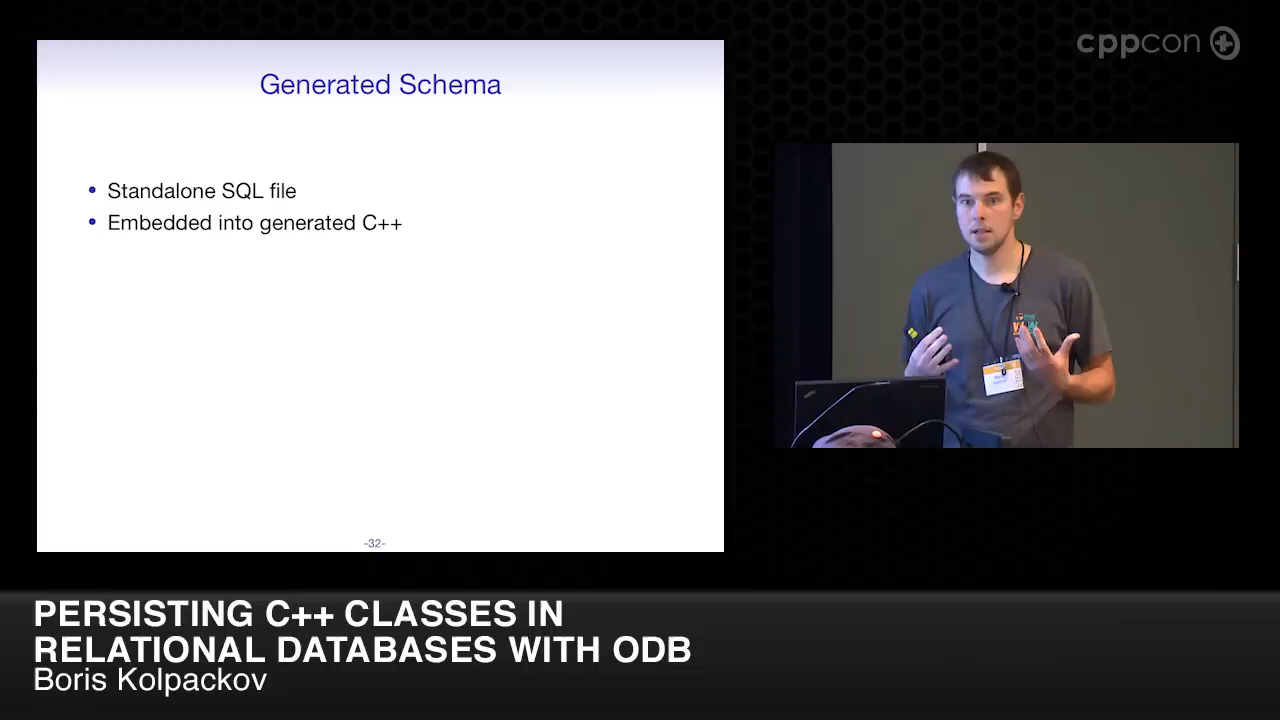 cppcon
Generated Schema
• Standalone SQL file
• Embedded into generated C++
-32-
PERSISTING C++ CLASSES IN
RELATIONAL DATABASES WITH ODB
Boris Kolpackov